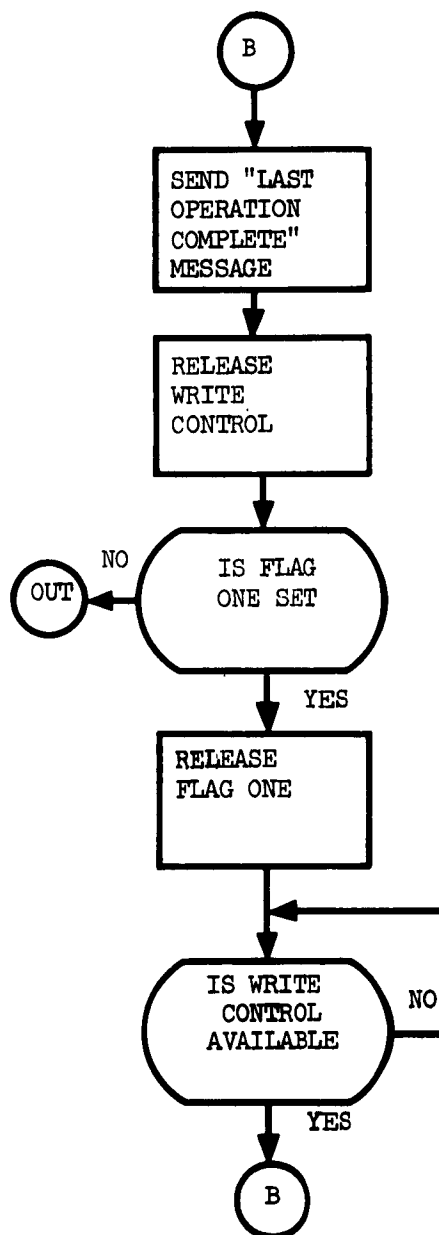 B
SEND "LAST
OPERATION
COMPLETE"
MESSAGE
RELEASE
WRITE
CONTROL
NO
IS FLAG
ONE SET
OUT
YES
RELEASE
FLAG ONE
IS WRITE
CONTROL
AVAILABLE
NO
YES
B